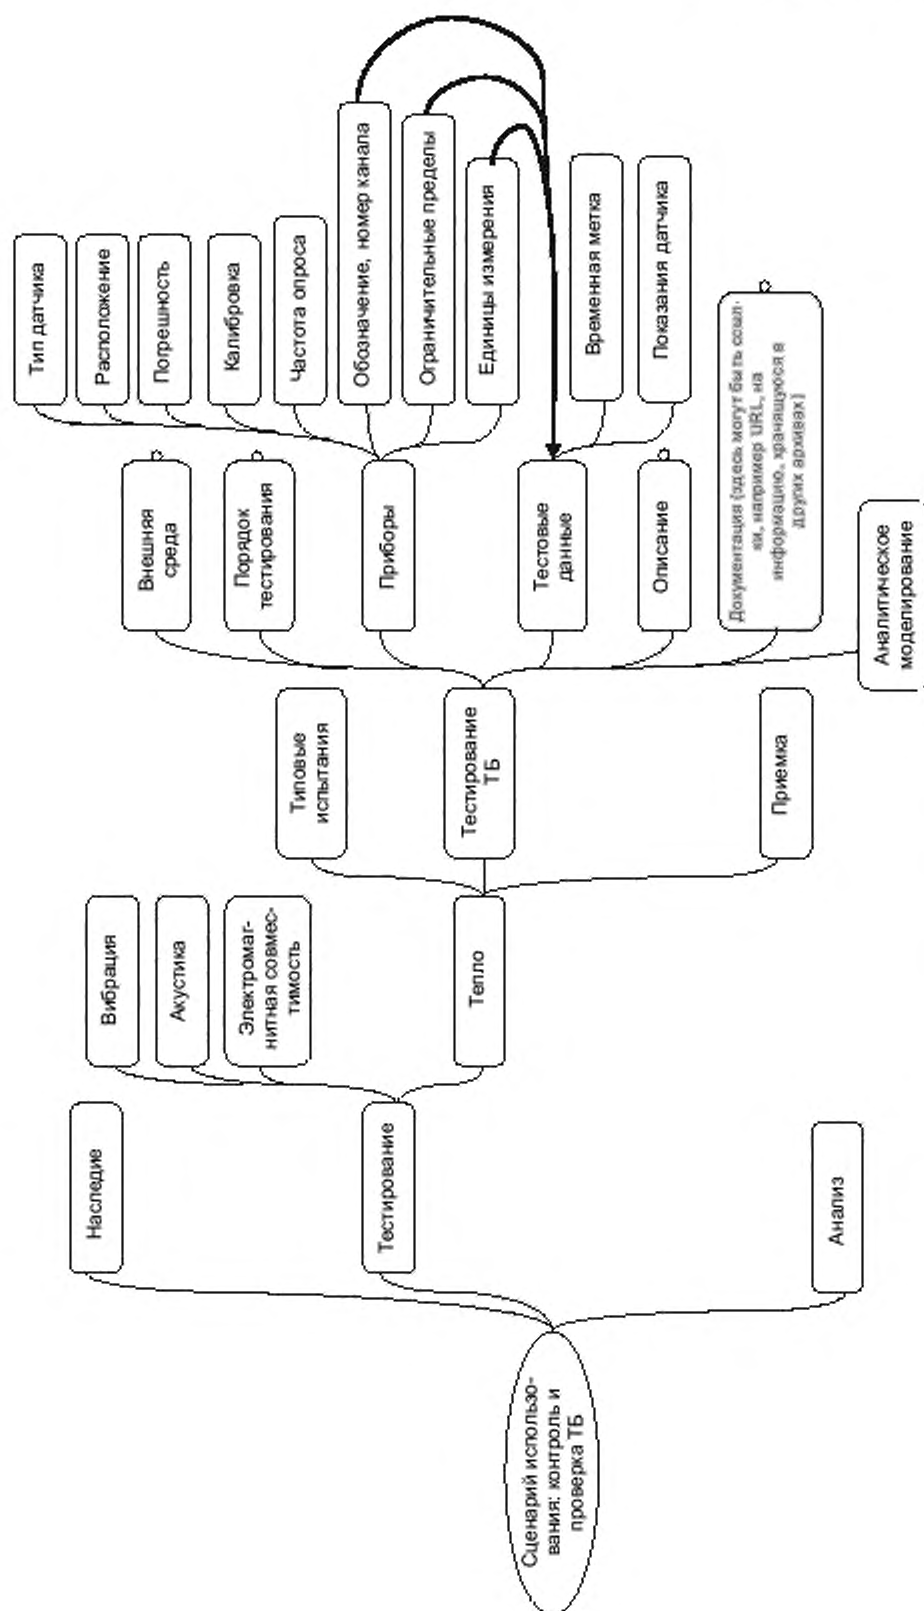 Сценарий использо-
вания: контроль и
проверка ТБ
Наследие
Тестирование
Анализ
Вибрация
Акустика
Электромаг-
нитная совмес-
тимость
Тепло
Типовые
испытания
Тестирование
ТБ
Приемка
Внешняя
среда
Порядок
тестирования
Приборы
Тестовые
данные
Описание
Документация (здесь могут быть ссыл-
ки, например URL, на
информацию, хранящуюся в
других архивах)
Аналитическое
моделирование
Тип датчика
Расположение
Погрешность
Калибровка
Частота опроса
Обозначение, номер канала
Ограничительные пределы
Единицы измерения
Временная метка
Показания датчика